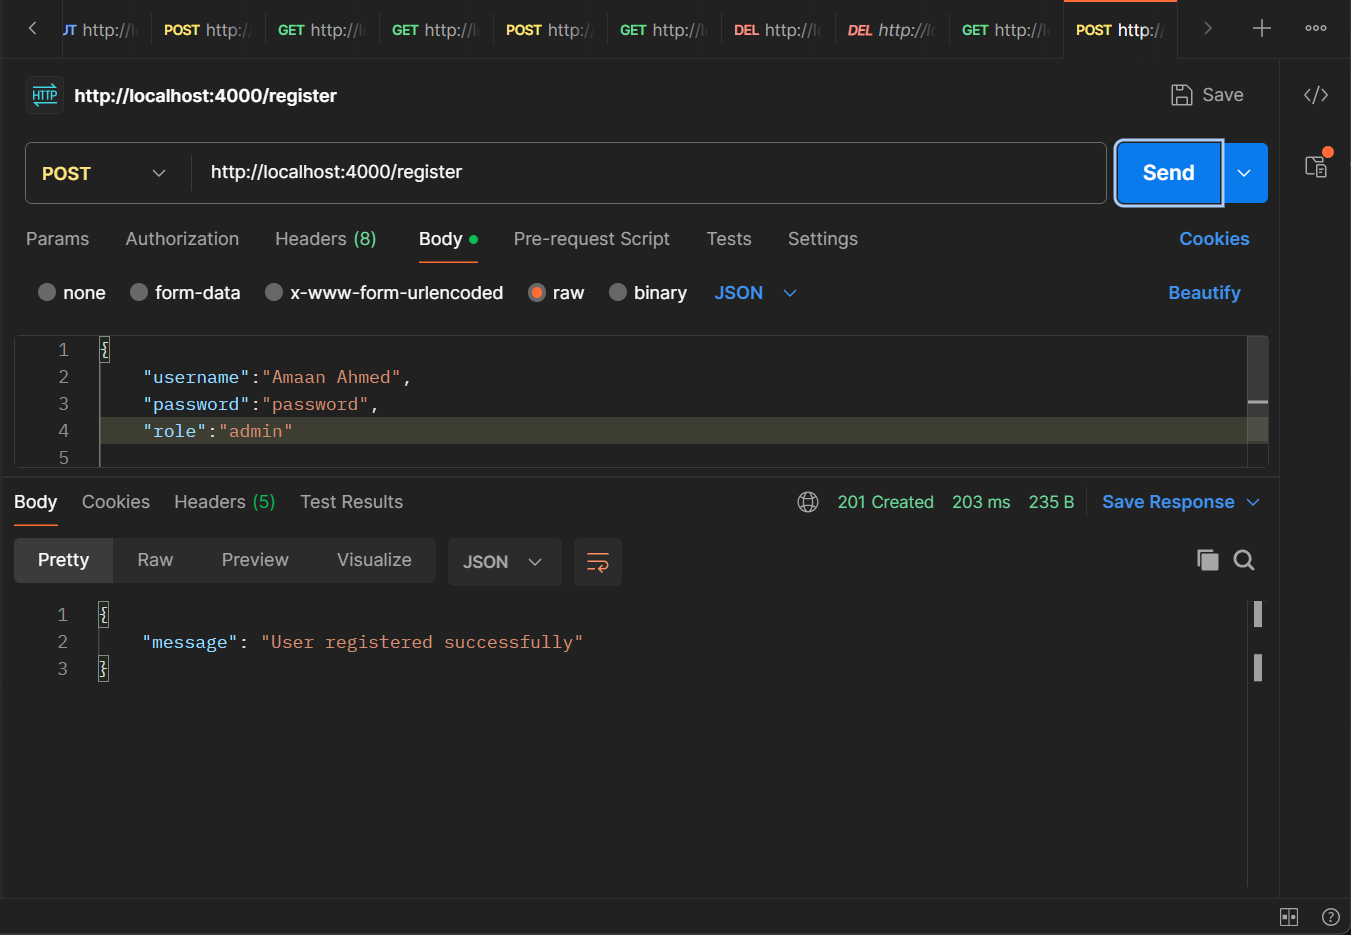 UT http://l POST http:/ GET http://l GET http://l POST http:/ GET http://l DEL http://l DEL http://l GET http://l POST http:/
HTTP http://localhost:4000/register Save </>
POST http://localhost:4000/register Send
Params Authorization Headers (8) Body Pre-request Script Tests Settings Cookies
none form-data x-www-form-urlencoded raw binary JSON Beautify
1 {
2 "username":"Amaan Ahmed",
3 "password":"password",
4 "role":"admin"
5
Body Cookies Headers (5) Test Results 201 Created 203 ms 235 B Save Response
Pretty Raw Preview Visualize JSON
1 {
2 "message": "User registered successfully"
3 }